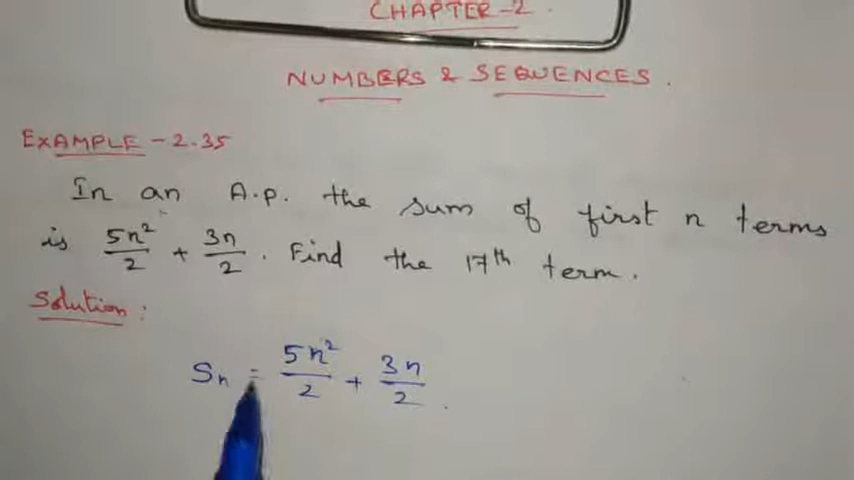 CHAPTER-2.
NUMBERS & SEQUENCES.
EXAMPLE - 2.35
In an A.P. the sum of first n terms
is 5n²/2 + 3n/2. Find the 17th term.
Solution:
Sn = 5n²/2 + 3n/2.